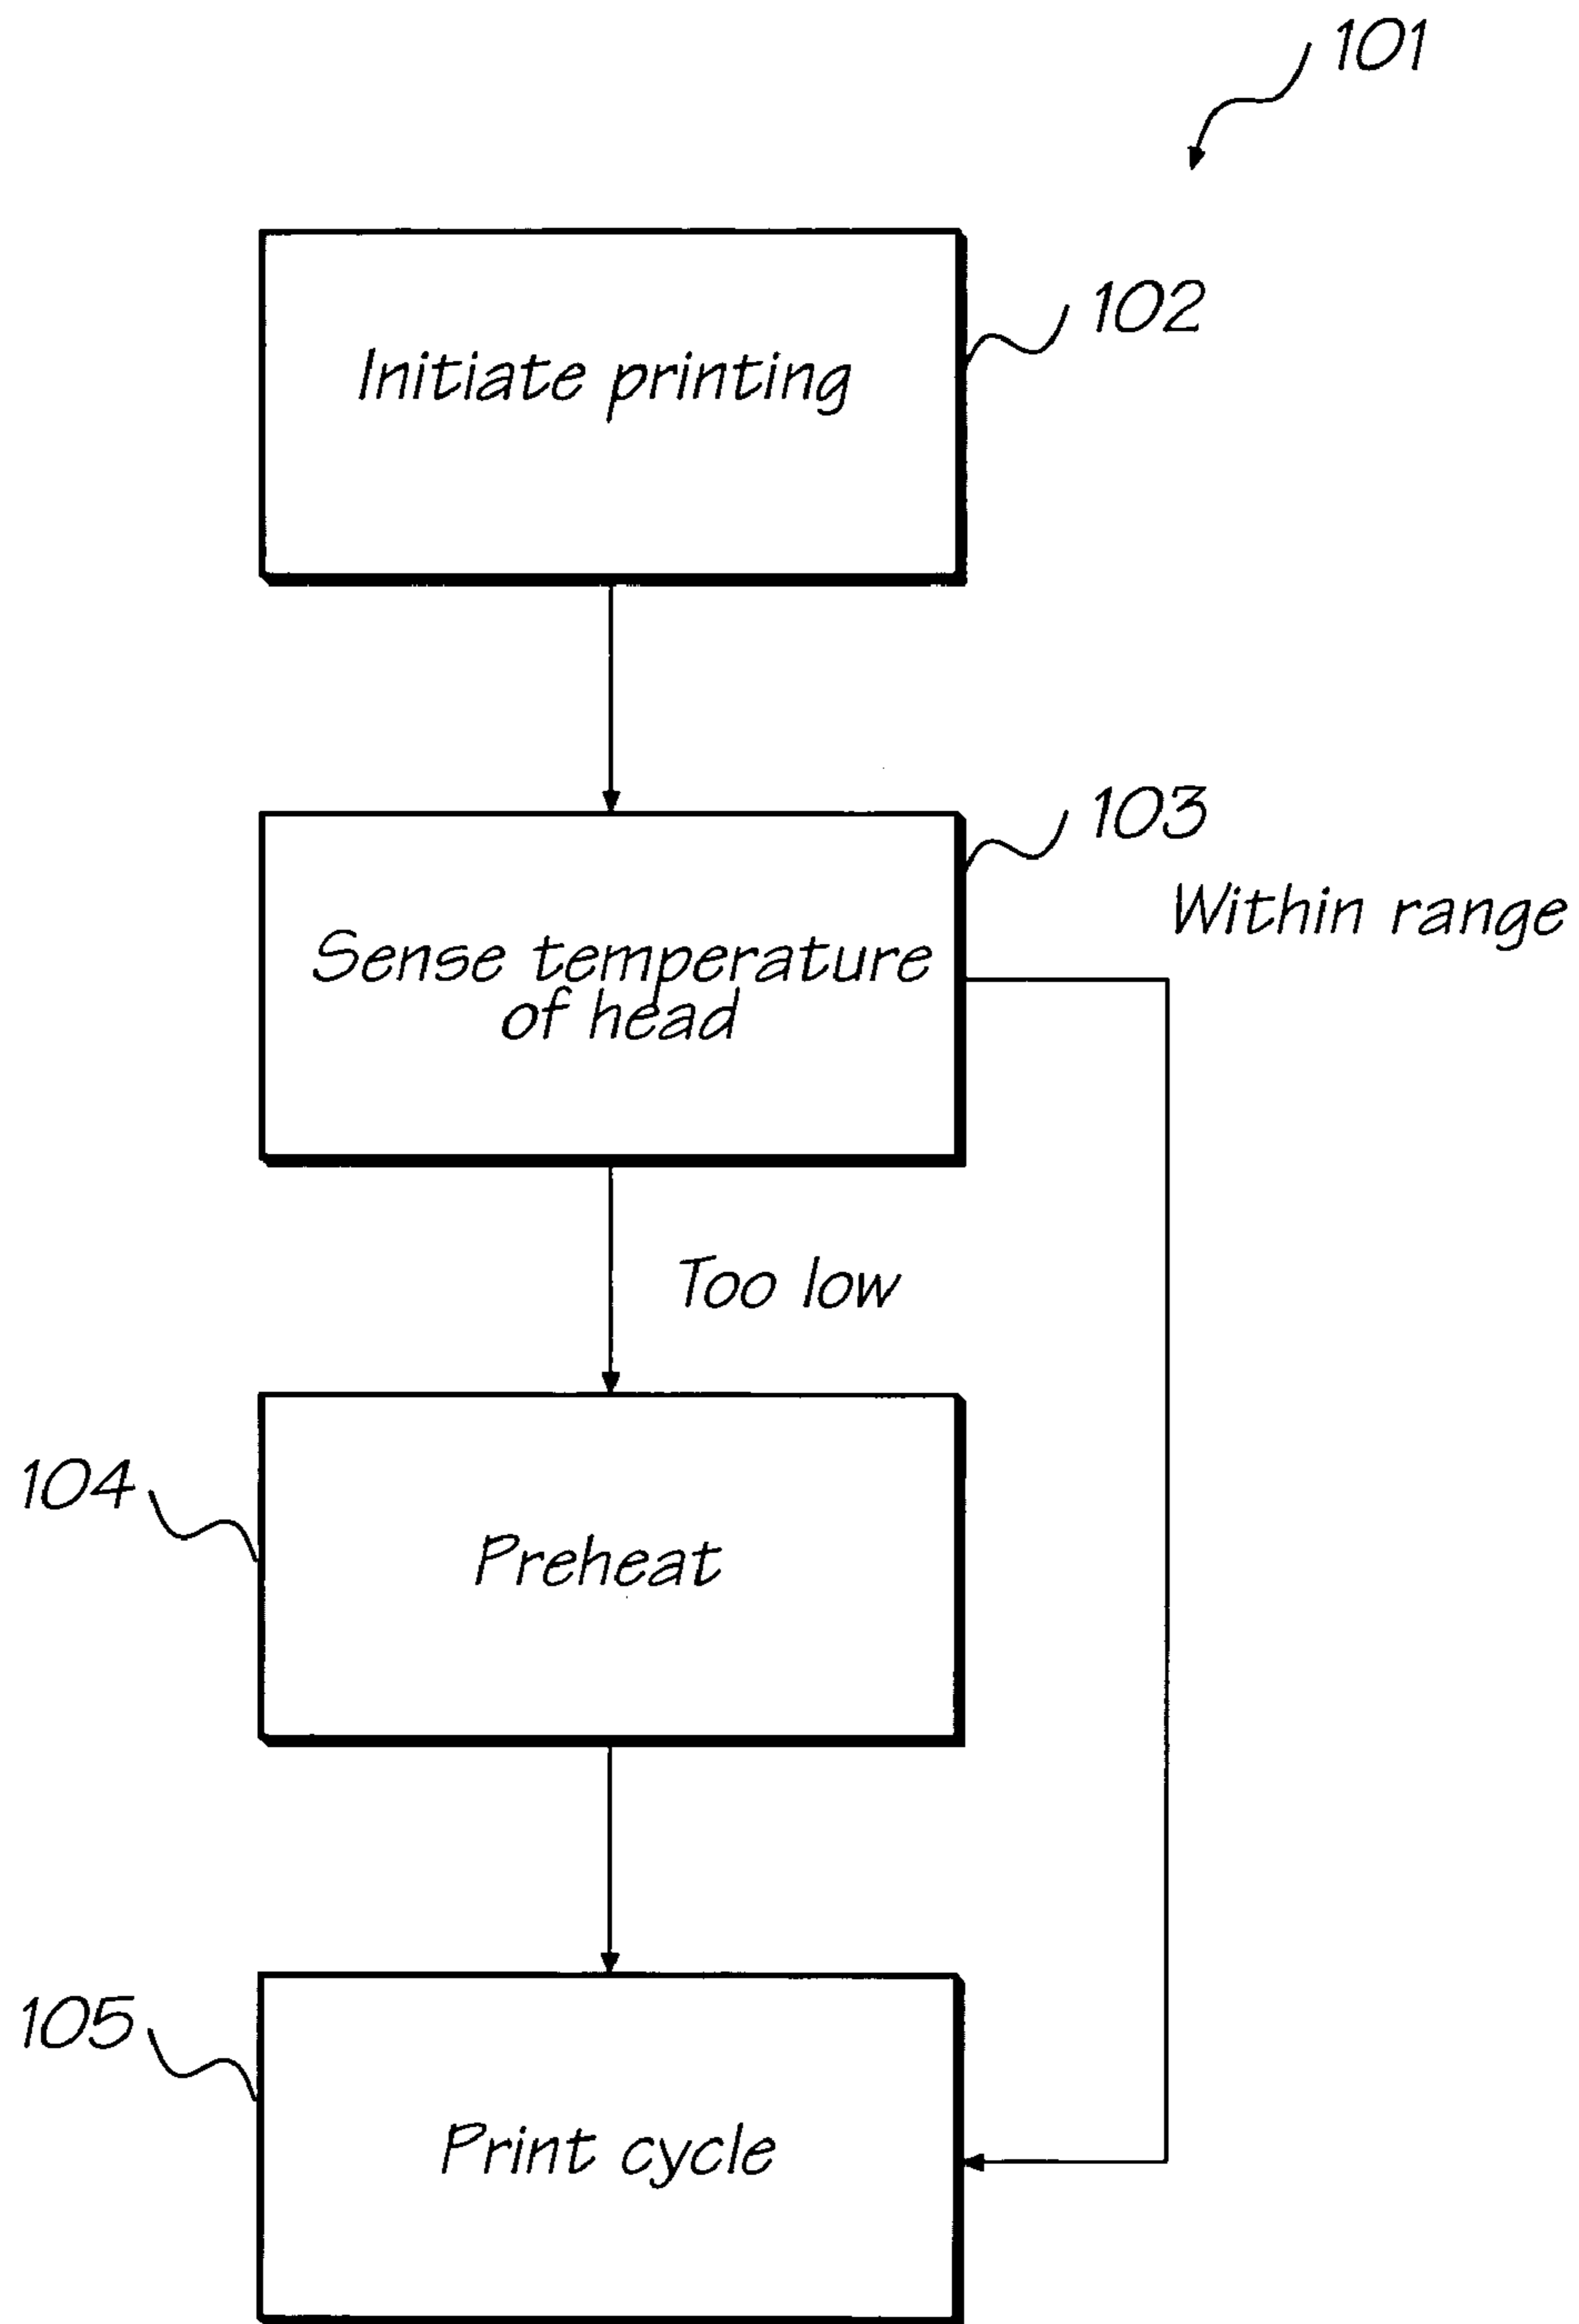 101
Initiate printing
102
103
Within range
Sense temperature
of head
Too low
104
Preheat
105
Print cycle